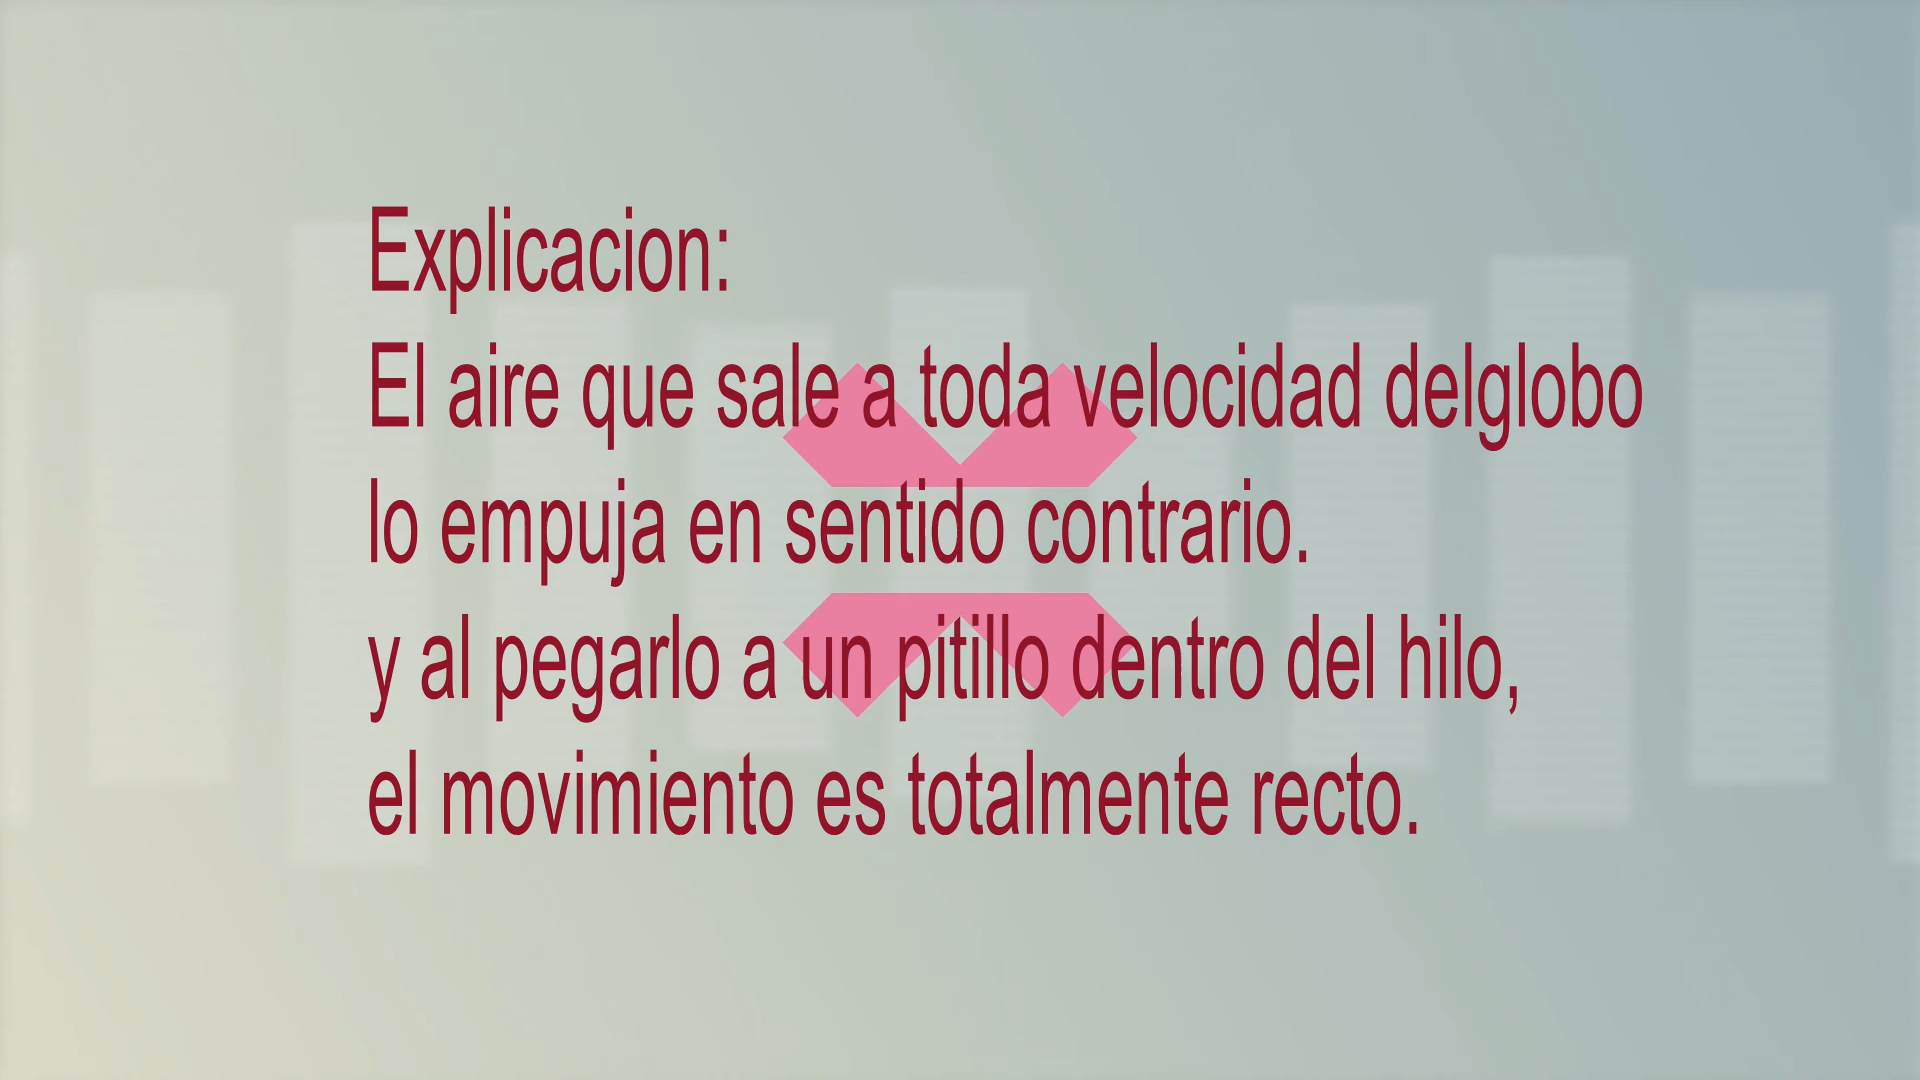 Explicacion:
El aire que sale a toda velocidad delglobo
lo empuja en sentido contrario.
y al pegarlo a un pitillo dentro del hilo,
el movimiento es totalmente recto.